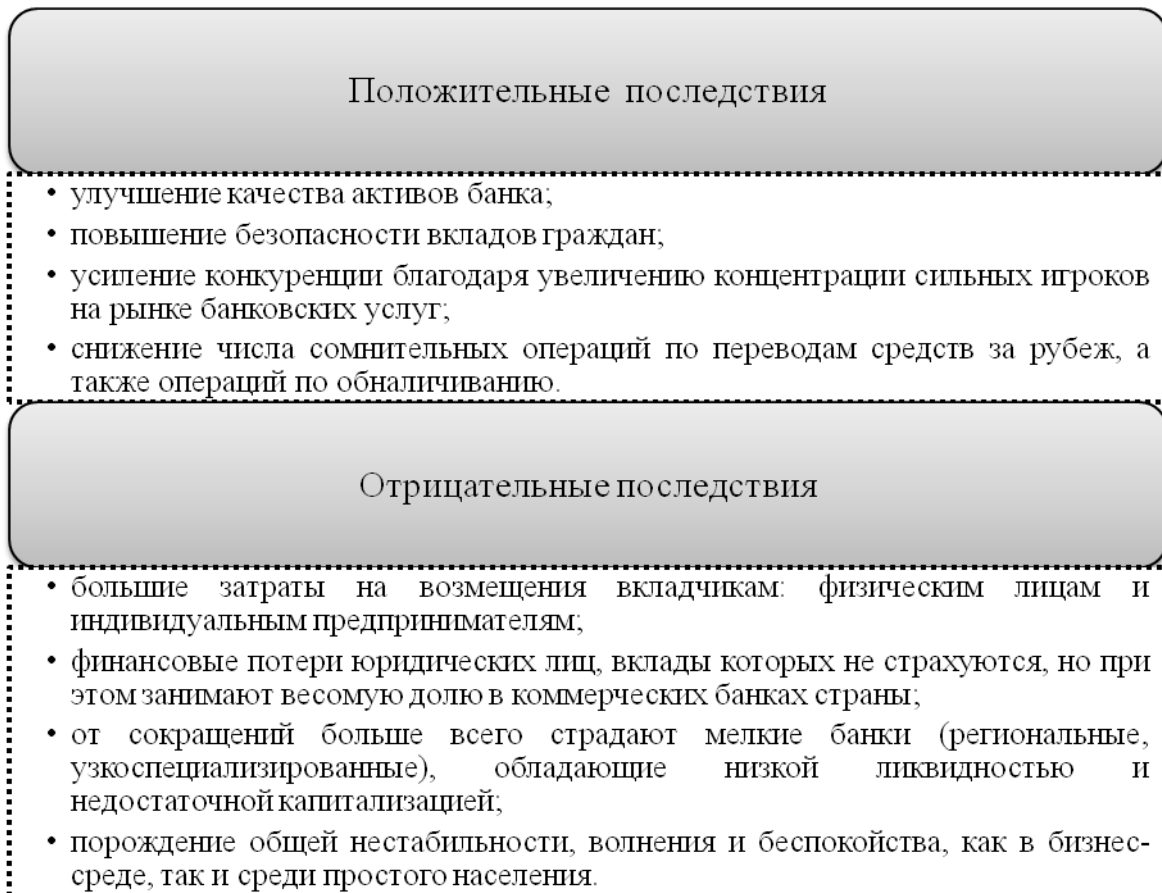 Положительные последствия
• улучшение качества активов банка;
• повышение безопасности вкладов граждан;
• усиление конкуренции благодаря увеличению концентрации сильных игроков
на рынке банковских услуг;
• снижение числа сомнительных операций по переводам средств за рубеж, а
также операций по обналичиванию.
Отрицательные последствия
• большие затраты на возмещения вкладчикам: физическим лицам и
индивидуальным предпринимателям;
• финансовые потери юридических лиц, вклады которых не страхуются, но при
этом занимают весомую долю в коммерческих банках страны;
• от сокращений больше всего страдают мелкие банки (региональные,
узкоспециализированные), обладающие низкой ликвидностью и
недостаточной капитализацией;
• порождение общей нестабильности, волнения и беспокойства, как в бизнес-
среде, так и среди простого населения.